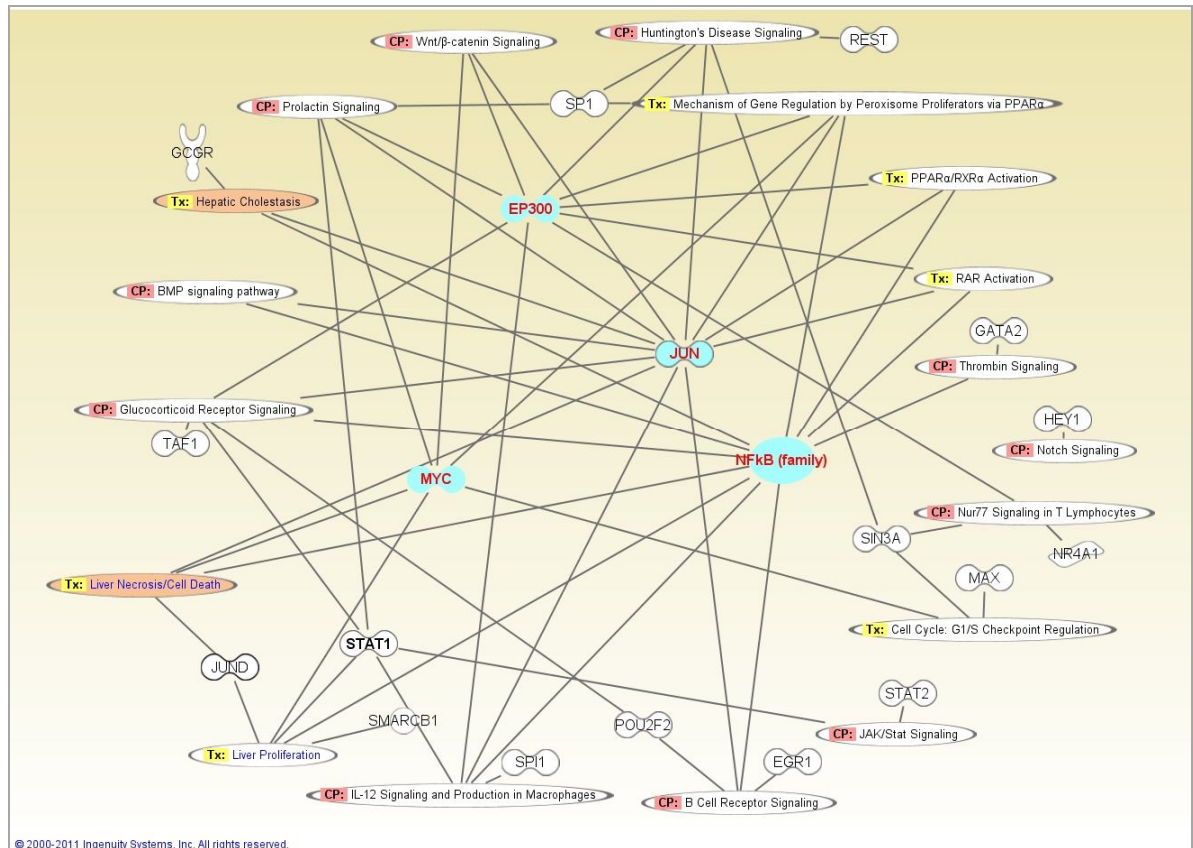 CP: Huntington's Disease Signaling
REST
CP: Wnt/β-catenin Signaling
CP: Prolactin Signaling
SP1
Tx: Mechanism of Gene Regulation by Peroxisome Proliferators via PPARα
GCGR
Tx: PPARα/RXRα Activation
Tx: Hepatic Cholestasis
EP300
Tx: RAR Activation
CP: BMP signaling pathway
GATA2
JUN
CP: Thrombin Signaling
CP: Glucocorticoid Receptor Signaling
HEY1
TAF1
CP: Notch Signaling
NFkB (family)
MYC
CP: Nur77 Signaling in T Lymphocytes
SIN3A
NR4A1
MAX
Tx: Liver Necrosis/Cell Death
Tx: Cell Cycle: G1/S Checkpoint Regulation
STAT1
JUND
STAT2
SMARCB1
POU2F2
CP: JAK/Stat Signaling
Tx: Liver Proliferation
SPI1
EGR1
CP: IL-12 Signaling and Production in Macrophages
CP: B Cell Receptor Signaling
© 2000-2011 Ingenuity Systems, Inc. All rights reserved.